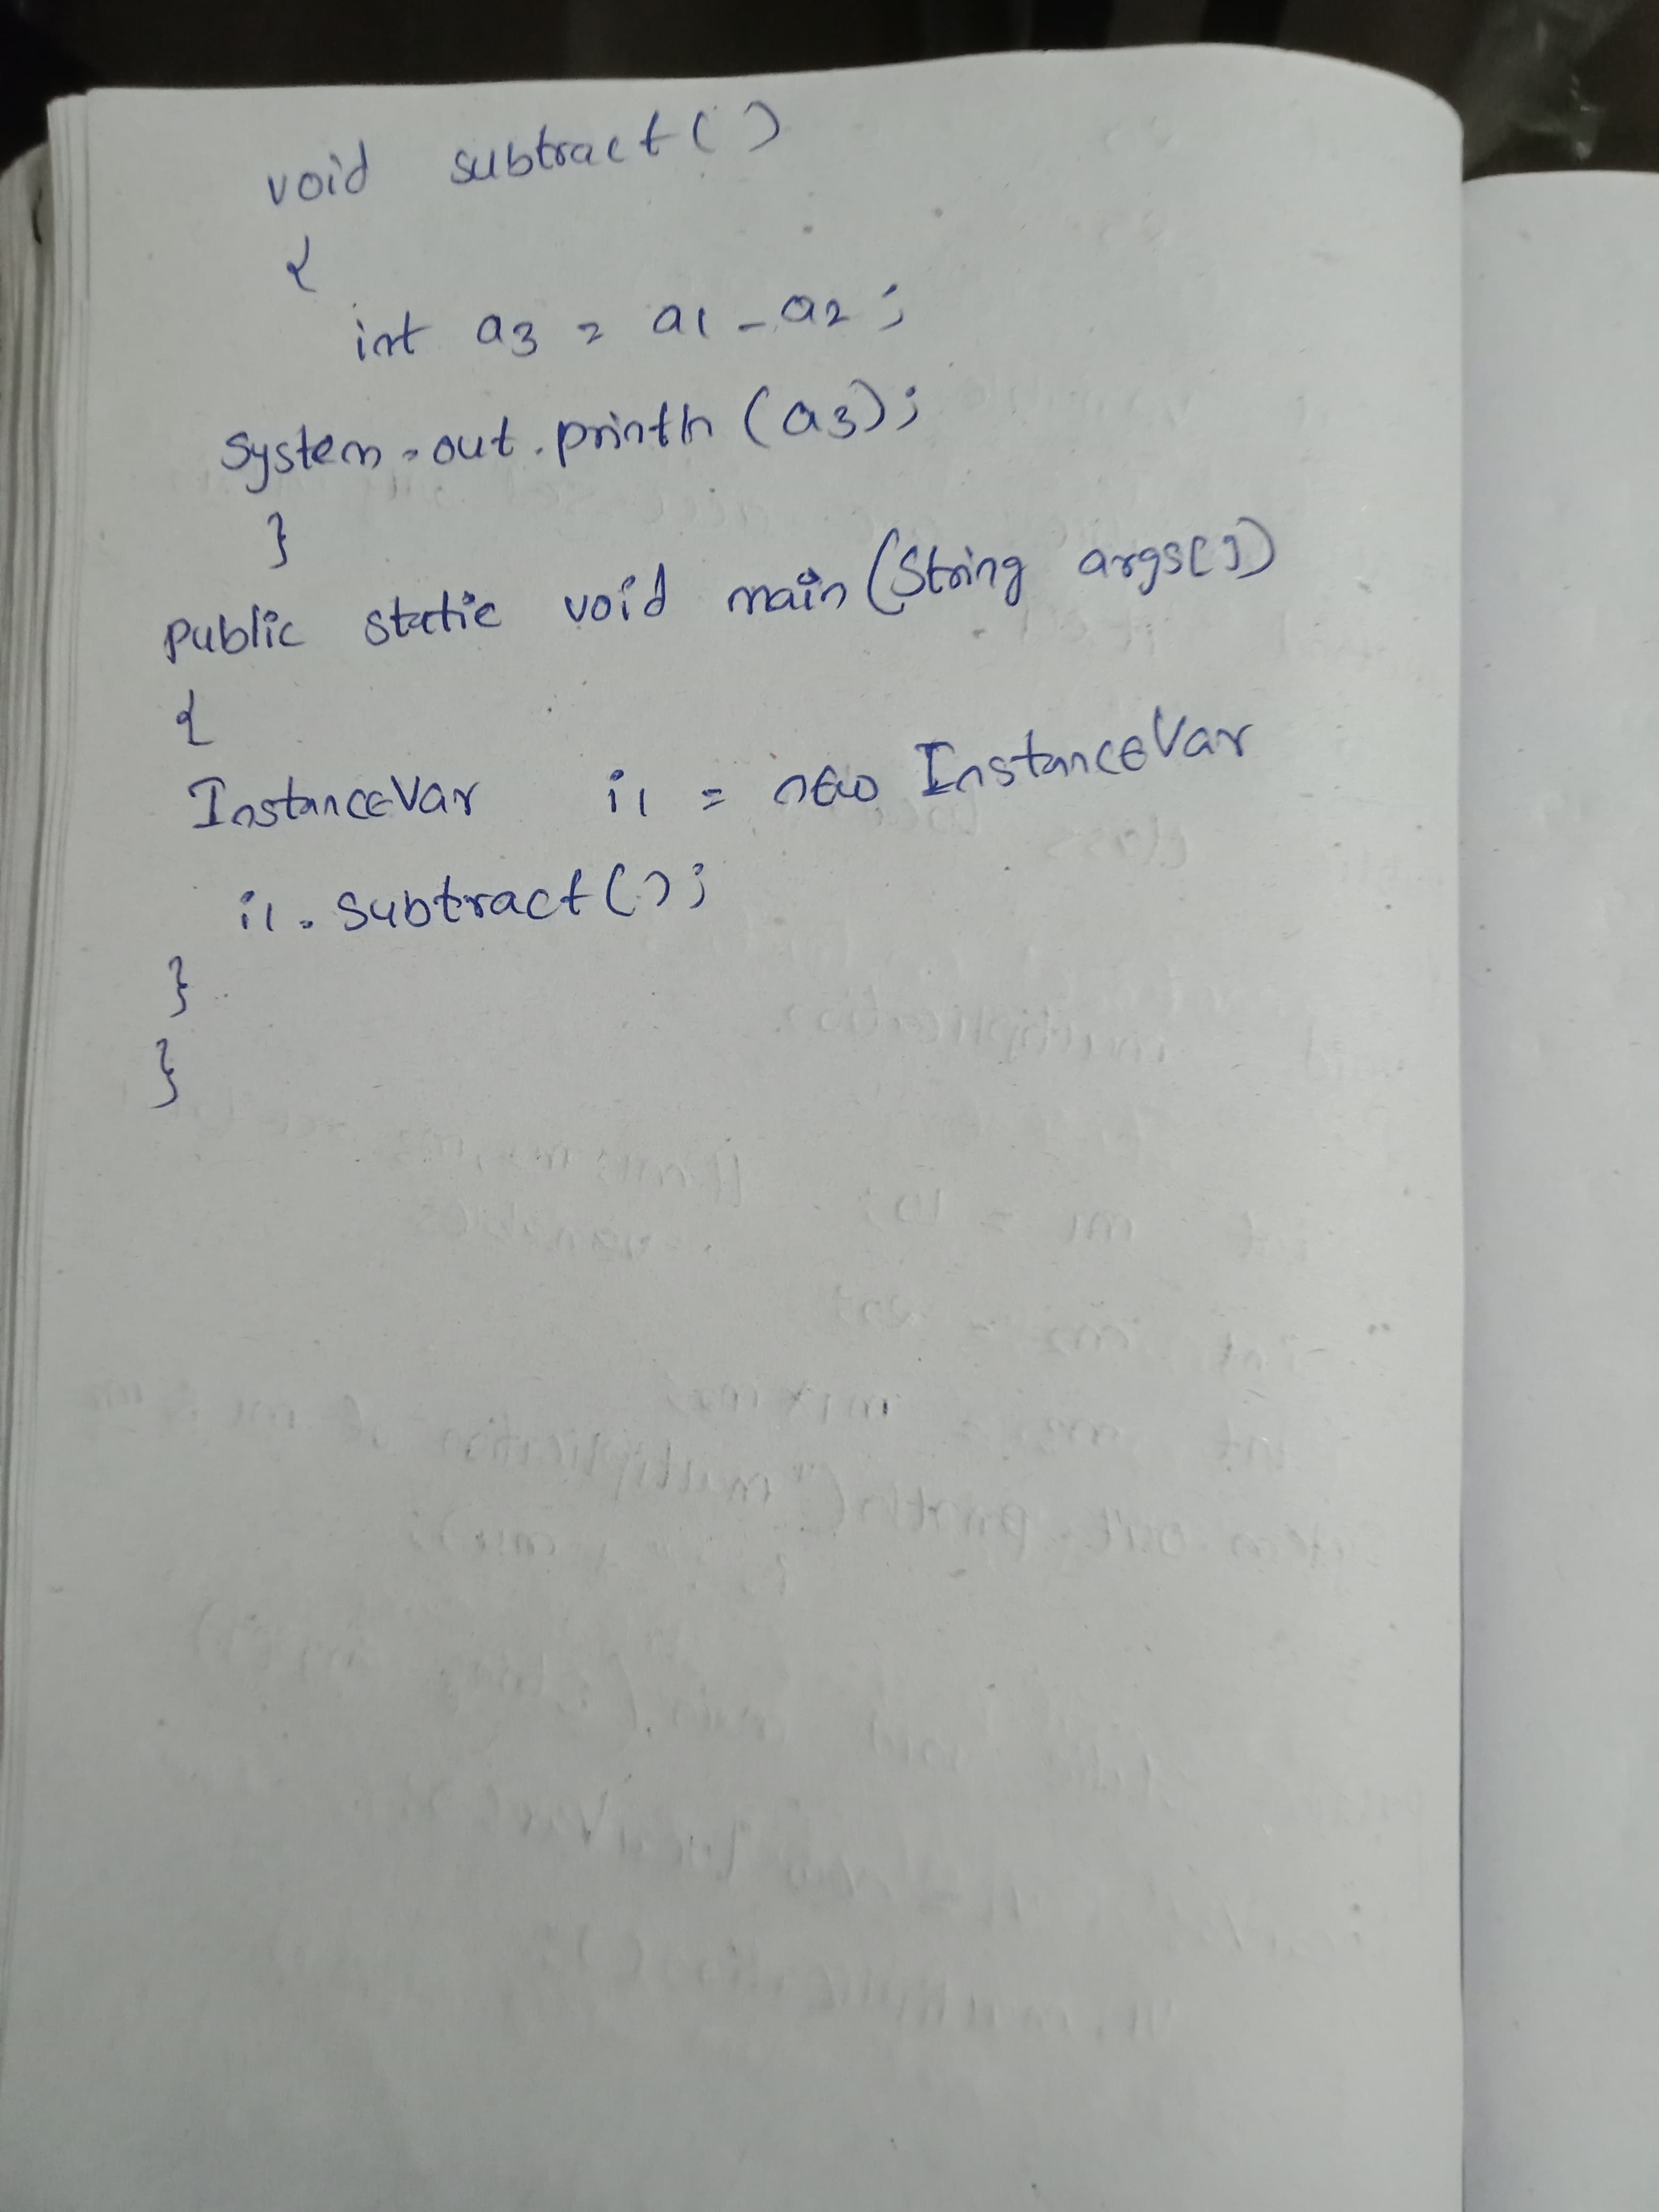 void subtract()
{
int a3 = a1 - a2;
System.out.println(a3);
}
public static void main(String args[])
{
InstanceVar i1 = new InstanceVar
i1.subtract();
}
}